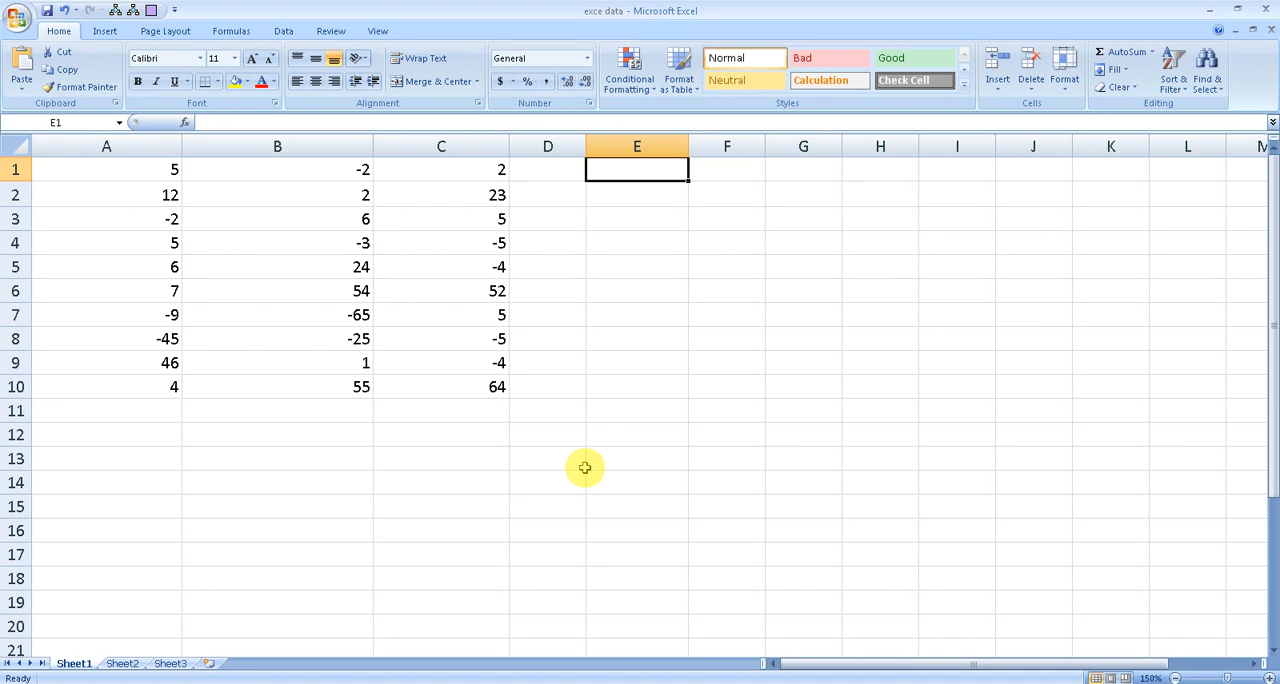 exce data - Microsoft Excel
Home Insert Page Layout Formulas Data Review View
Paste
Cut
Copy
Format Painter
Clipboard
Calibri 11
B I U
Font
Wrap Text
Merge & Center
Alignment
General
$ % ,
Number
Conditional Formatting
Format as Table
Normal Bad Good
Neutral Calculation Check Cell
Styles
Insert Delete Format
Cells
Σ AutoSum
Fill
Clear
Sort & Filter
Find & Select
Editing
E1 fx
A B C D E F G H I J K L M
1 5 -2 2
2 12 2 23
3 -2 6 5
4 5 -3 -5
5 6 24 -4
6 7 54 52
7 -9 -65 5
8 -45 -25 -5
9 46 1 -4
10 4 55 64
11
12
13
14
15
16
17
18
19
20
21
Sheet1 Sheet2 Sheet3
Ready 150%